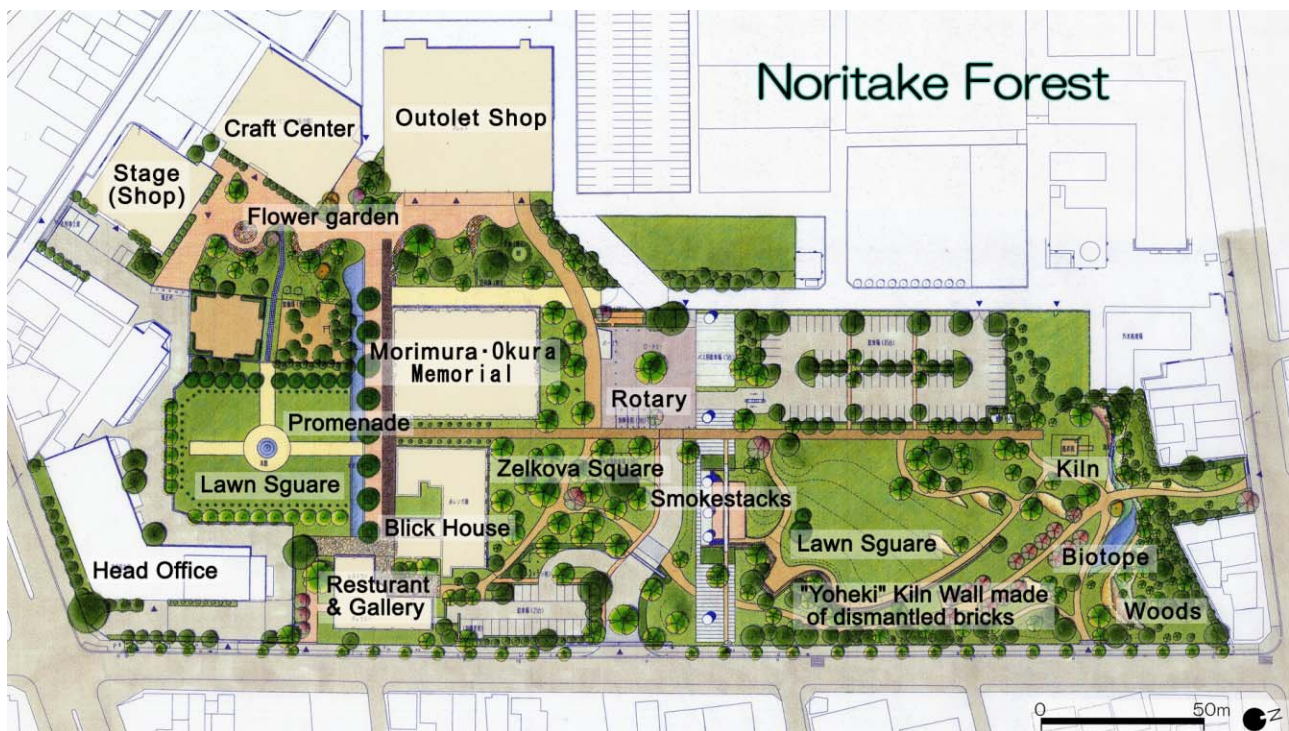 Noritake Forest
Craft Center
Outolet Shop
Stage
(Shop)
Flower garden
Morimura・Okura
Memorial
Rotary
Promenade
Zelkova Square
Lawn Sguare
Smokestacks
Kiln
Blick House
Lawn Sguare
Biotope
Head Office
Resturant
& Gallery
"Yoheki" Kiln Wall made
of dismantled bricks
Woods
0 50m
N